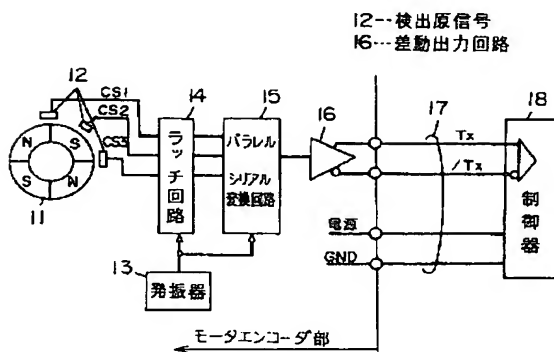 12---検出原信号
16---差動出力回路
12
CS1
CS2
CS3
N
S
S
N
11
14
ラッチ回路
15
パラレル
シリアル
変換回路
16
17
Tx
/Tx
18
制御器
電源
GND
13
発振器
モータエンコーダ部